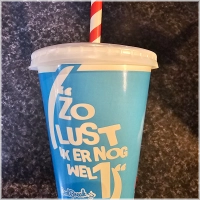 ("ZO
LUST
IK ER NOG
WEL 1)"